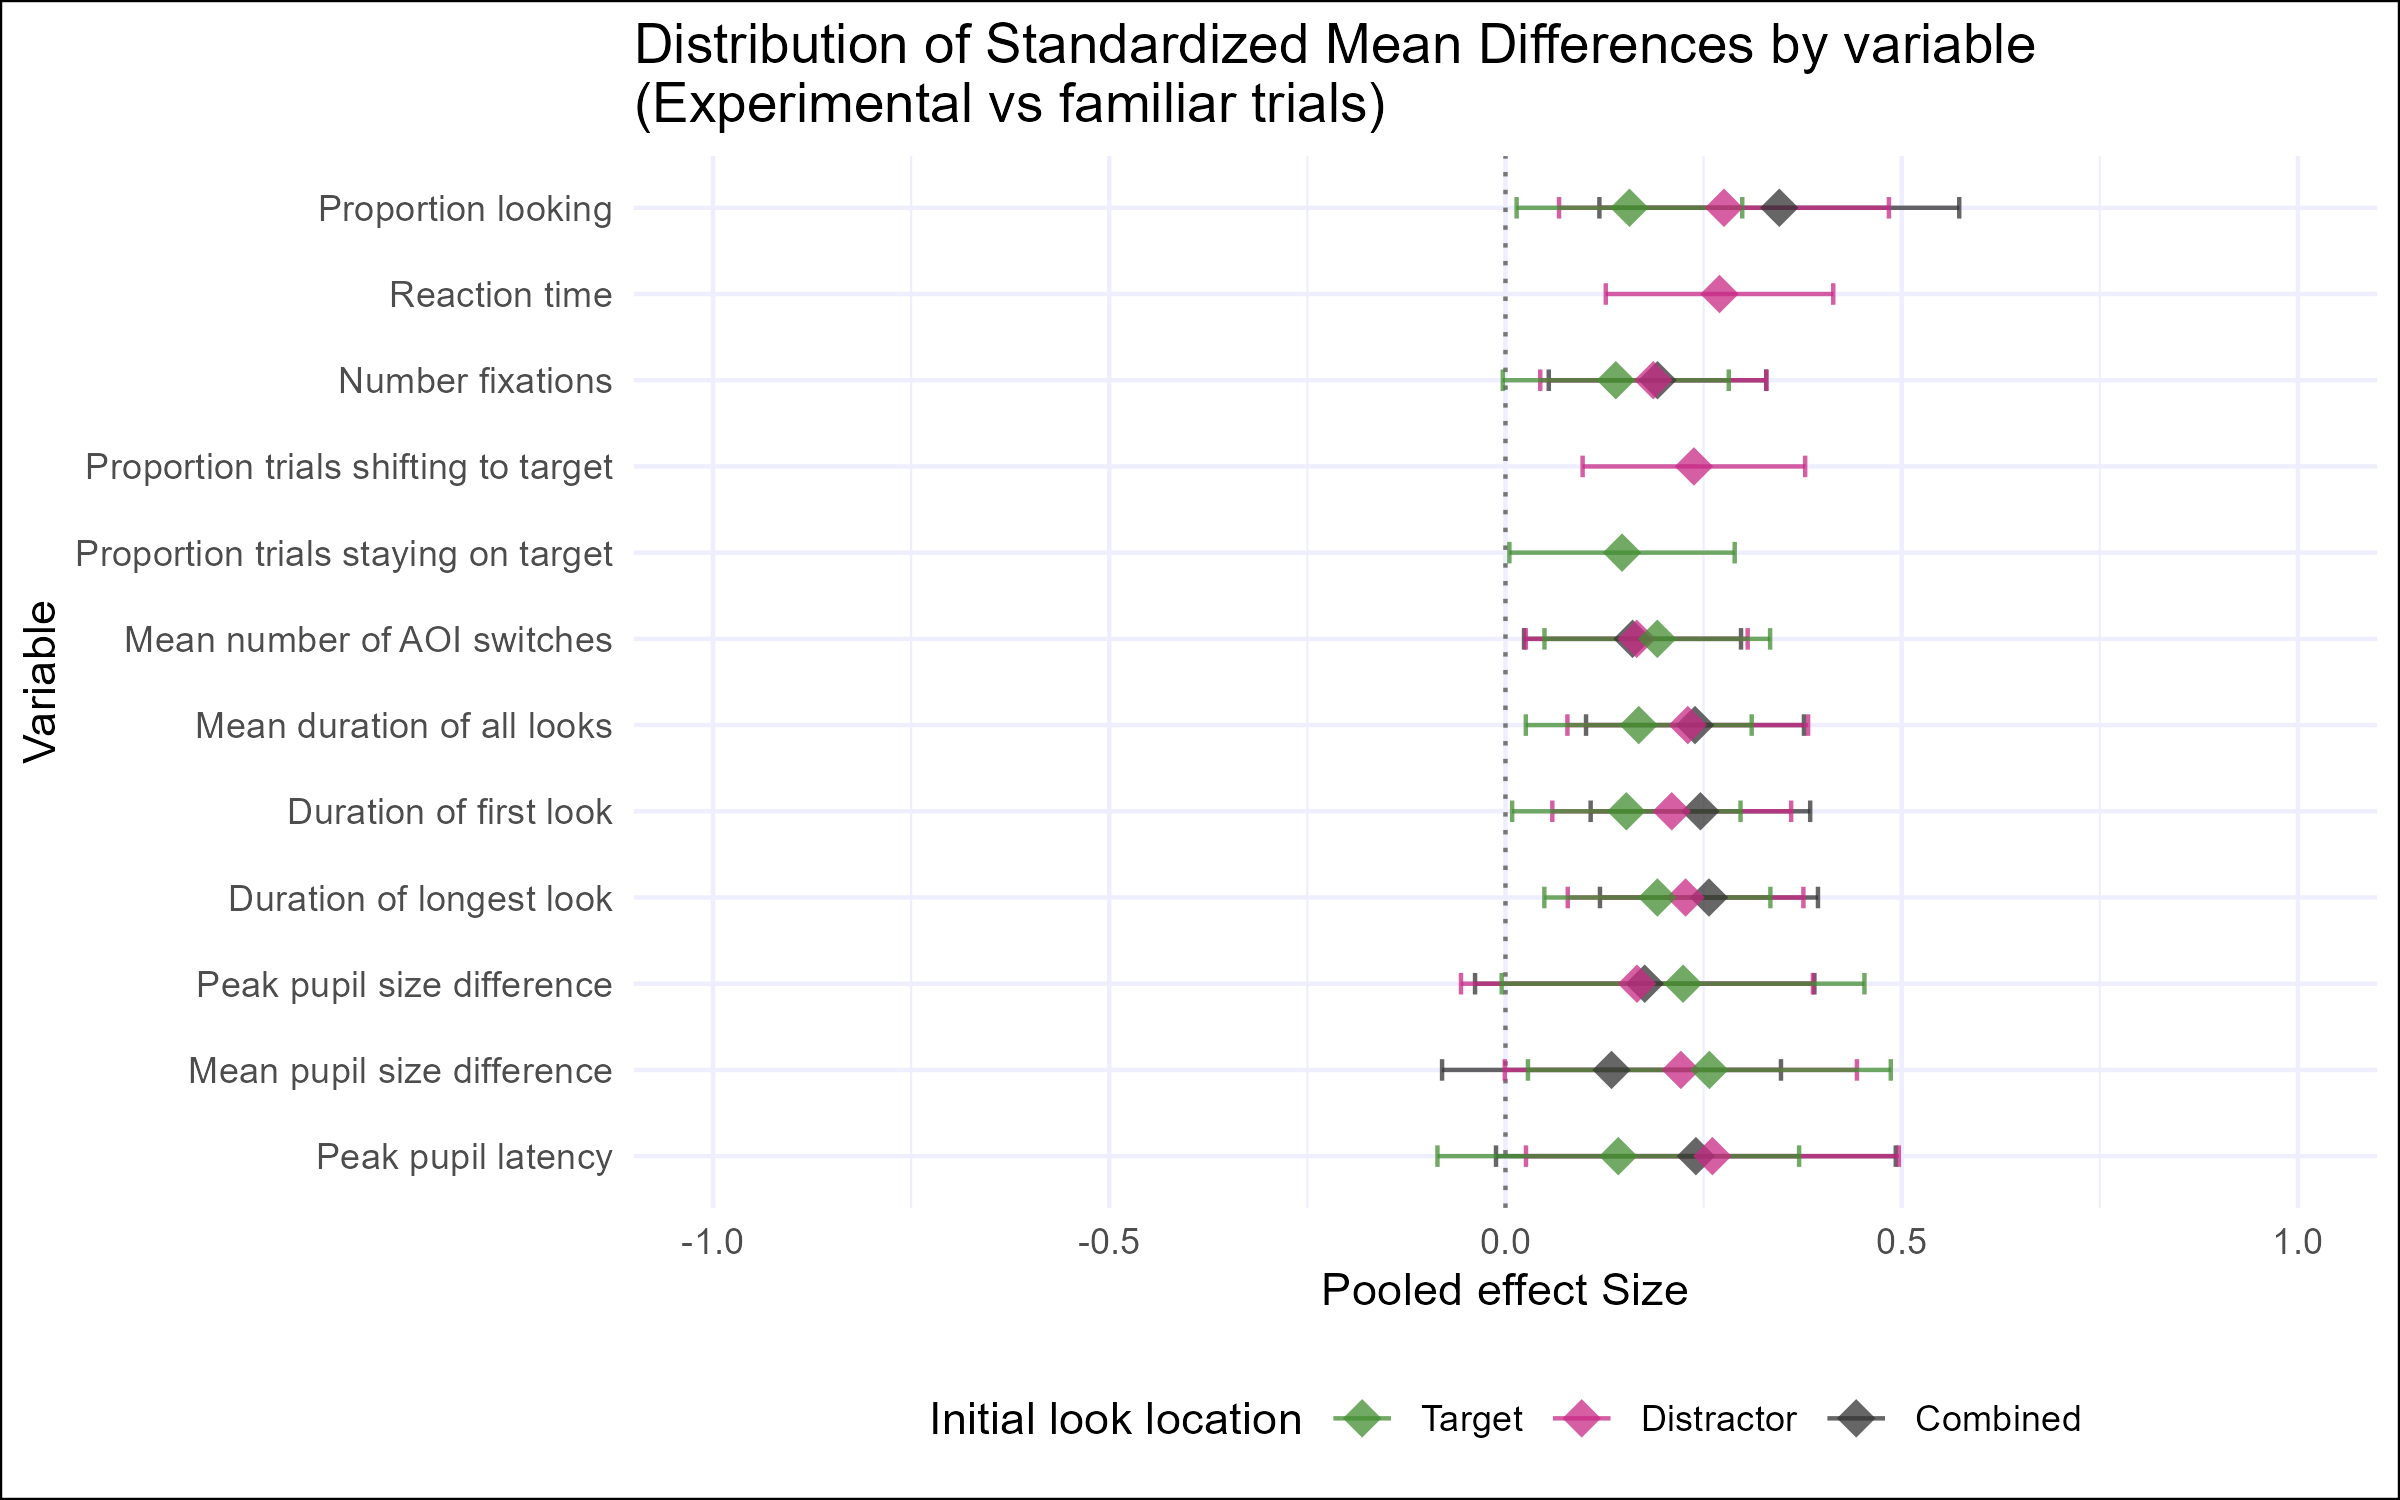 Distribution of Standardized Mean Differences by variable
(Experimental vs familiar trials)
Variable
Proportion looking
Reaction time
Number fixations
Proportion trials shifting to target
Proportion trials staying on target
Mean number of AOI switches
Mean duration of all looks
Duration of first look
Duration of longest look
Peak pupil size difference
Mean pupil size difference
Peak pupil latency
-1.0 -0.5 0.0 0.5 1.0
Pooled effect Size
Initial look location Target Distractor Combined